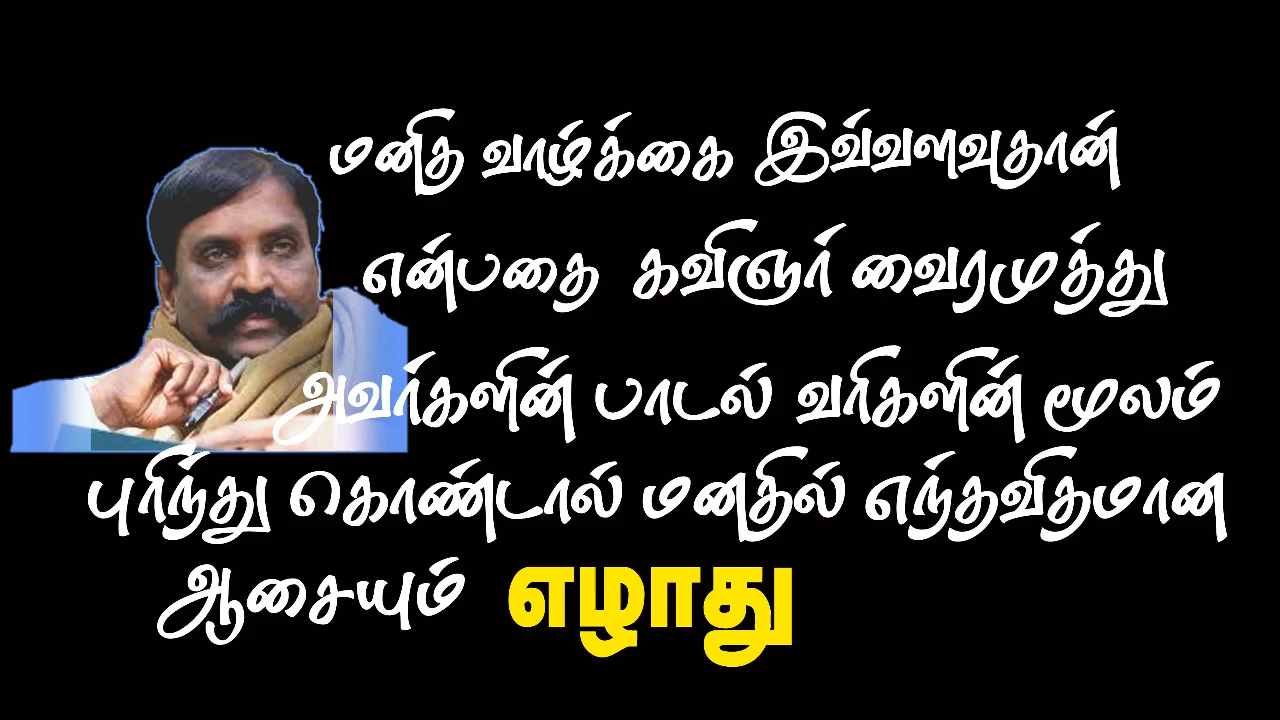 மனித வாழ்க்கை இவ்வளவுதான்
என்பதை கவிஞர் வைரமுத்து
அவர்களின் பாடல் வரிகளின் மூலம்
புரிந்து கொண்டால் மனதில் எந்தவிதமான
ஆசையும் எழாது